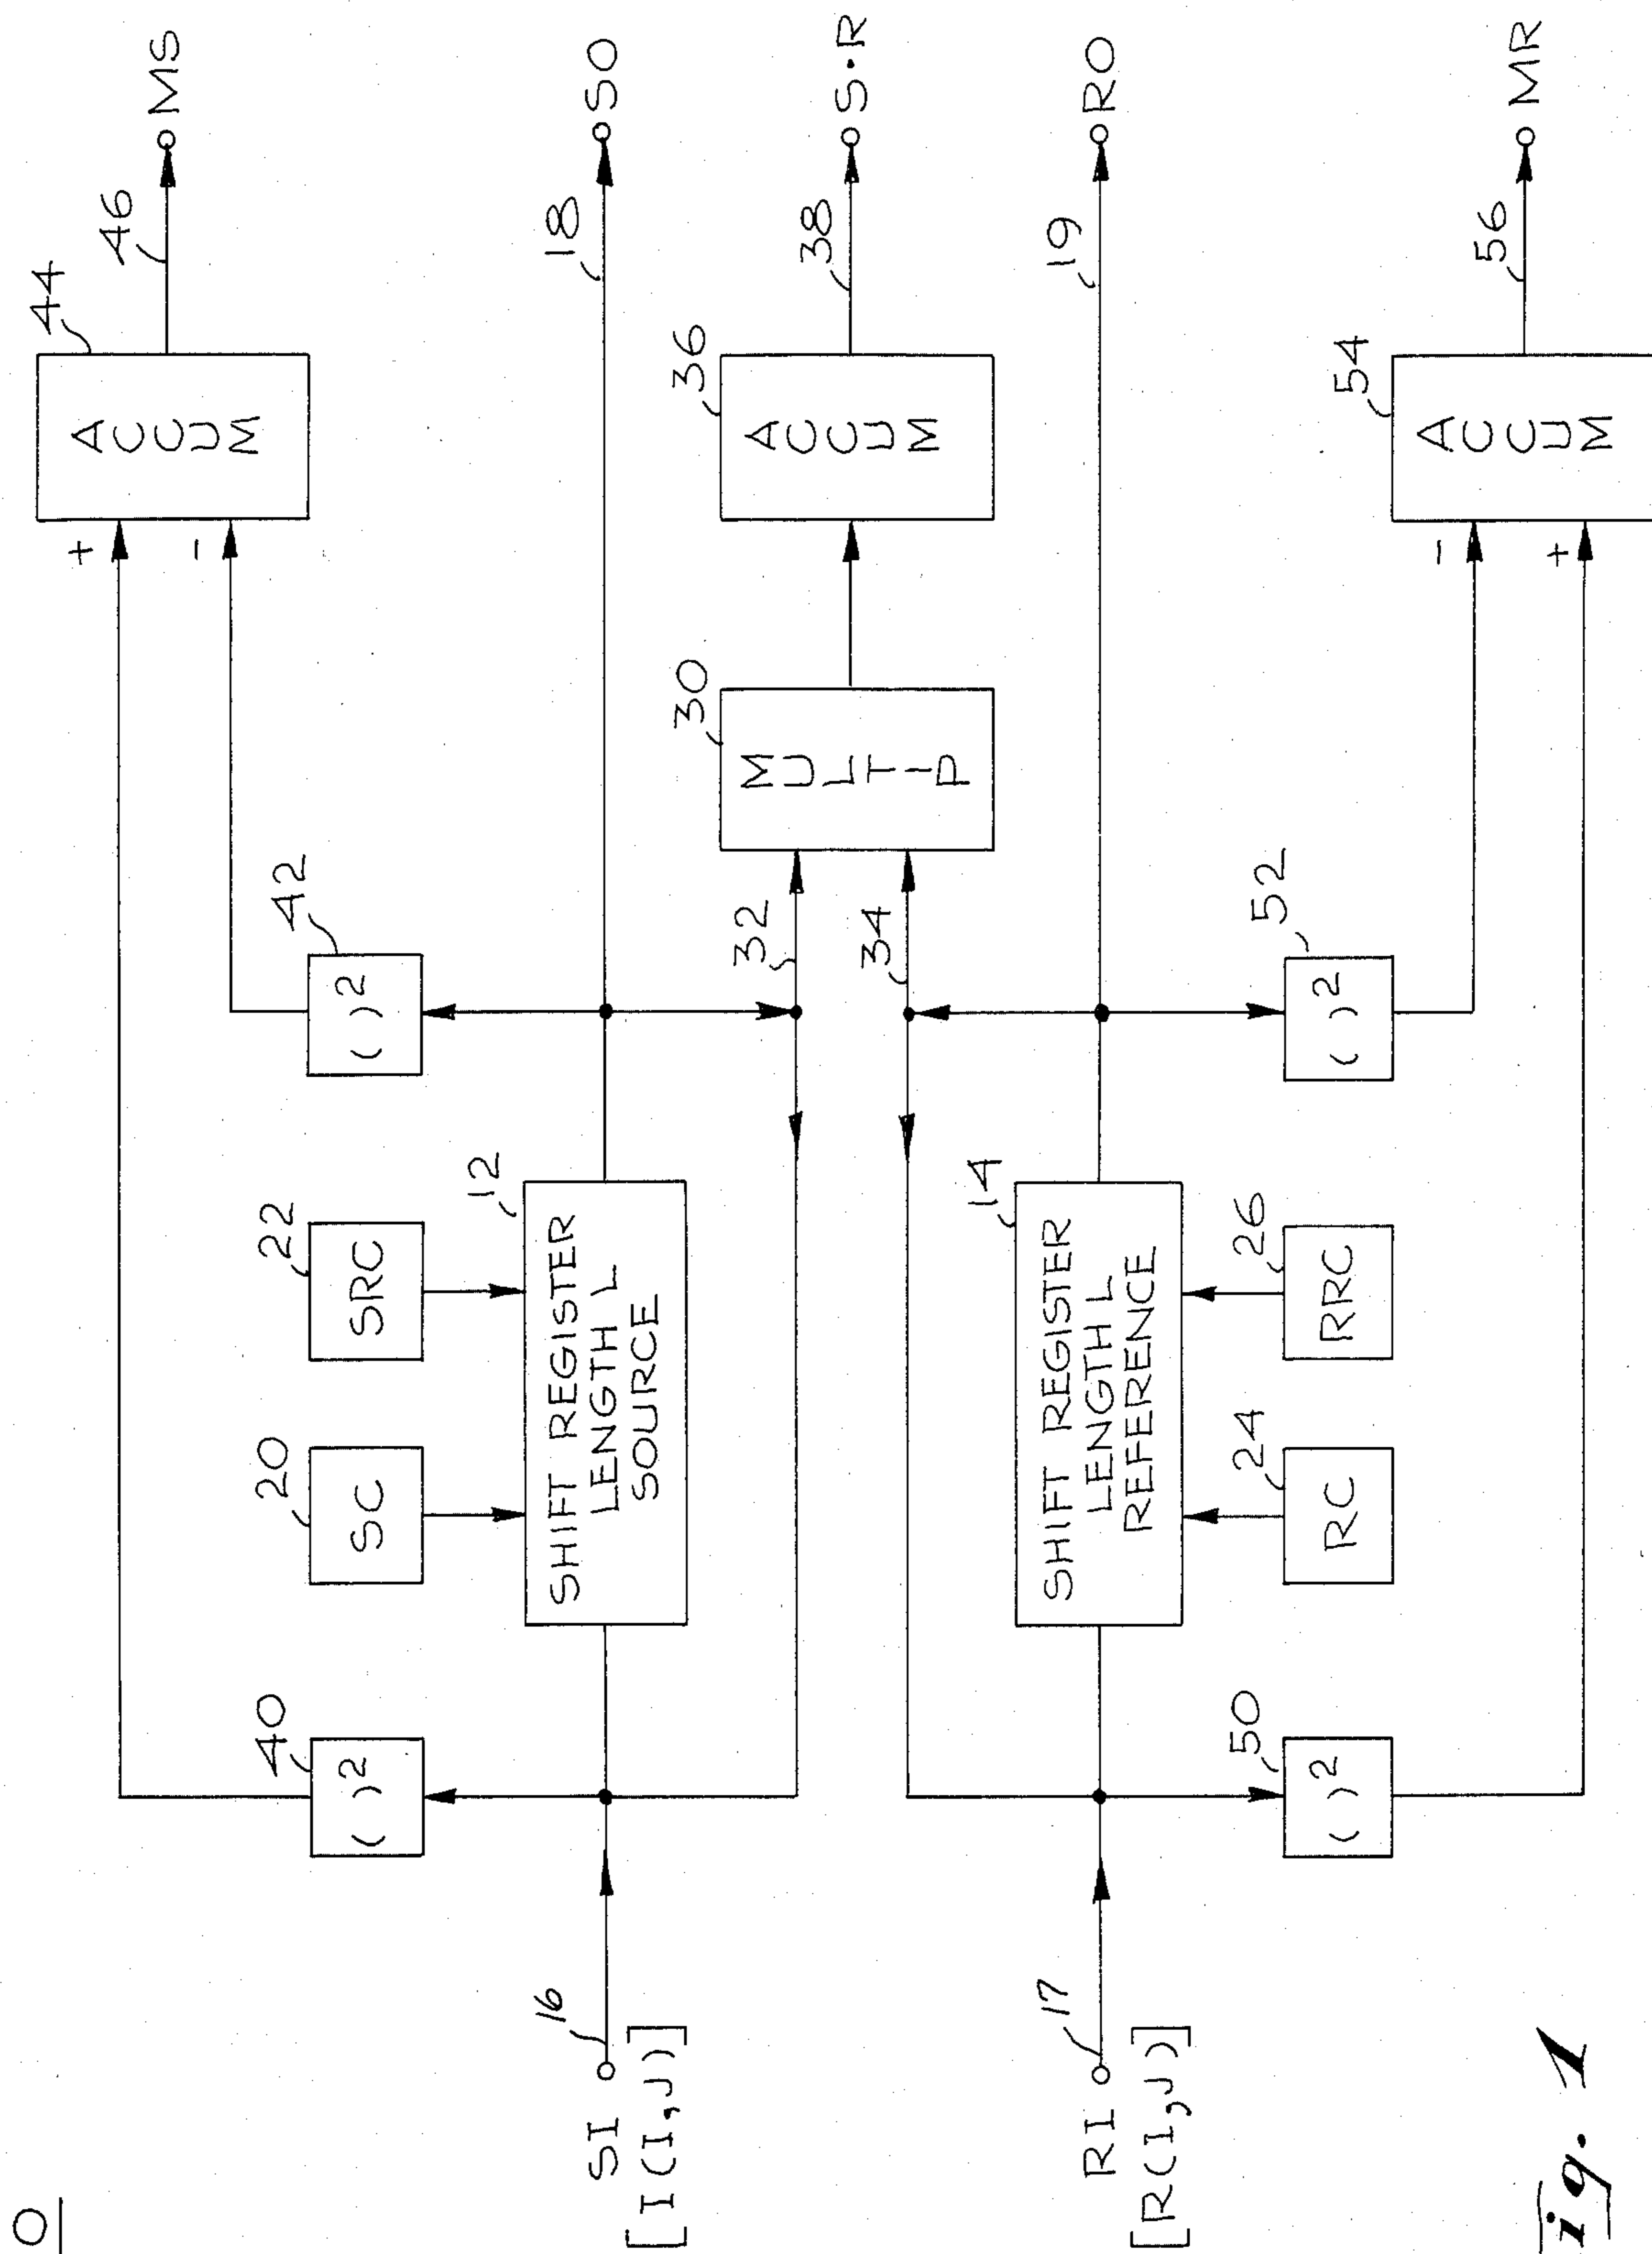 0
44
46
MS
ACCUM
+
-
40
( )²
20
SC
22
SRC
42
( )²
16
SI
[I(I,J)]
12
SHIFT REGISTER
LENGTH L
SOURCE
18
SO
32
34
30
MULTIP
36
ACCUM
38
S·R
17
RI
[R(I,J)]
14
SHIFT REGISTER
LENGTH L
REFERENCE
19
RO
50
( )²
24
RC
26
RRC
52
( )²
-
+
54
ACCUM
56
MR
ig. 1